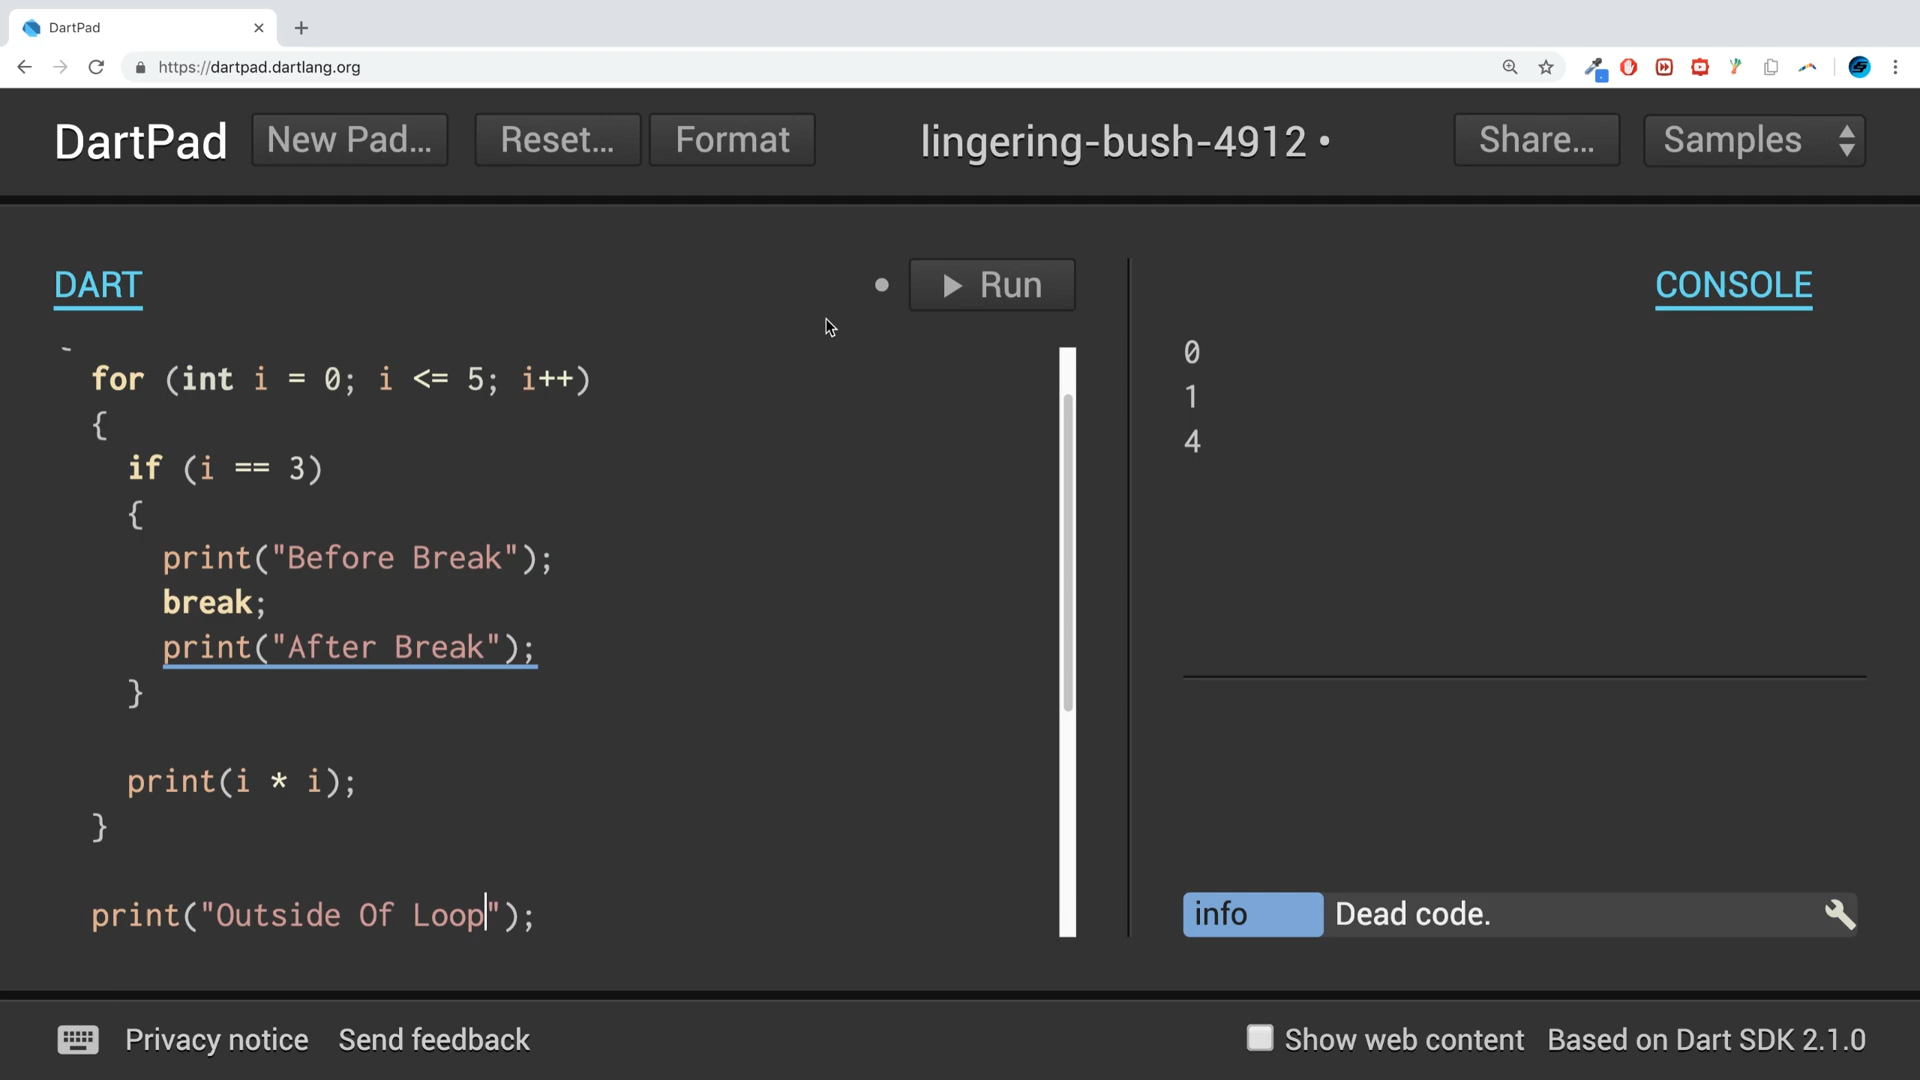 DartPad
https://dartpad.dartlang.org
DartPad New Pad... Reset... Format lingering-bush-4912 • Share... Samples
DART Run CONSOLE
for (int i = 0; i <= 5; i++)
{
if (i == 3)
{
print("Before Break");
break;
print("After Break");
}
print(i * i);
}
print("Outside Of Loop");
0
1
4
info Dead code.
Privacy notice Send feedback Show web content Based on Dart SDK 2.1.0